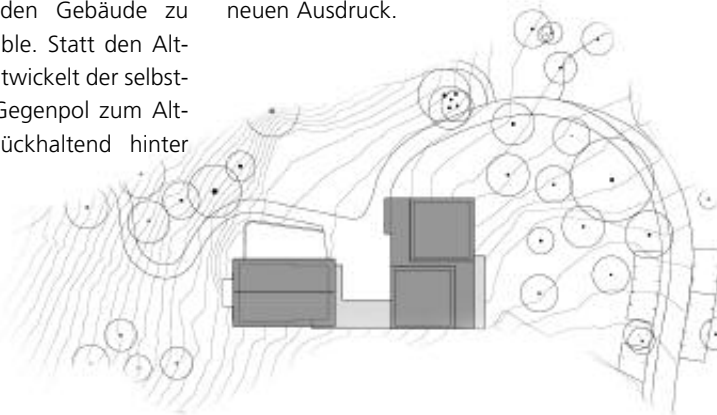 den Gebäude zu
ble. Statt den Alt-
twickelt der selbst-
Gegenpol zum Alt-
ückhaltend hinter
neuen Ausdruck.